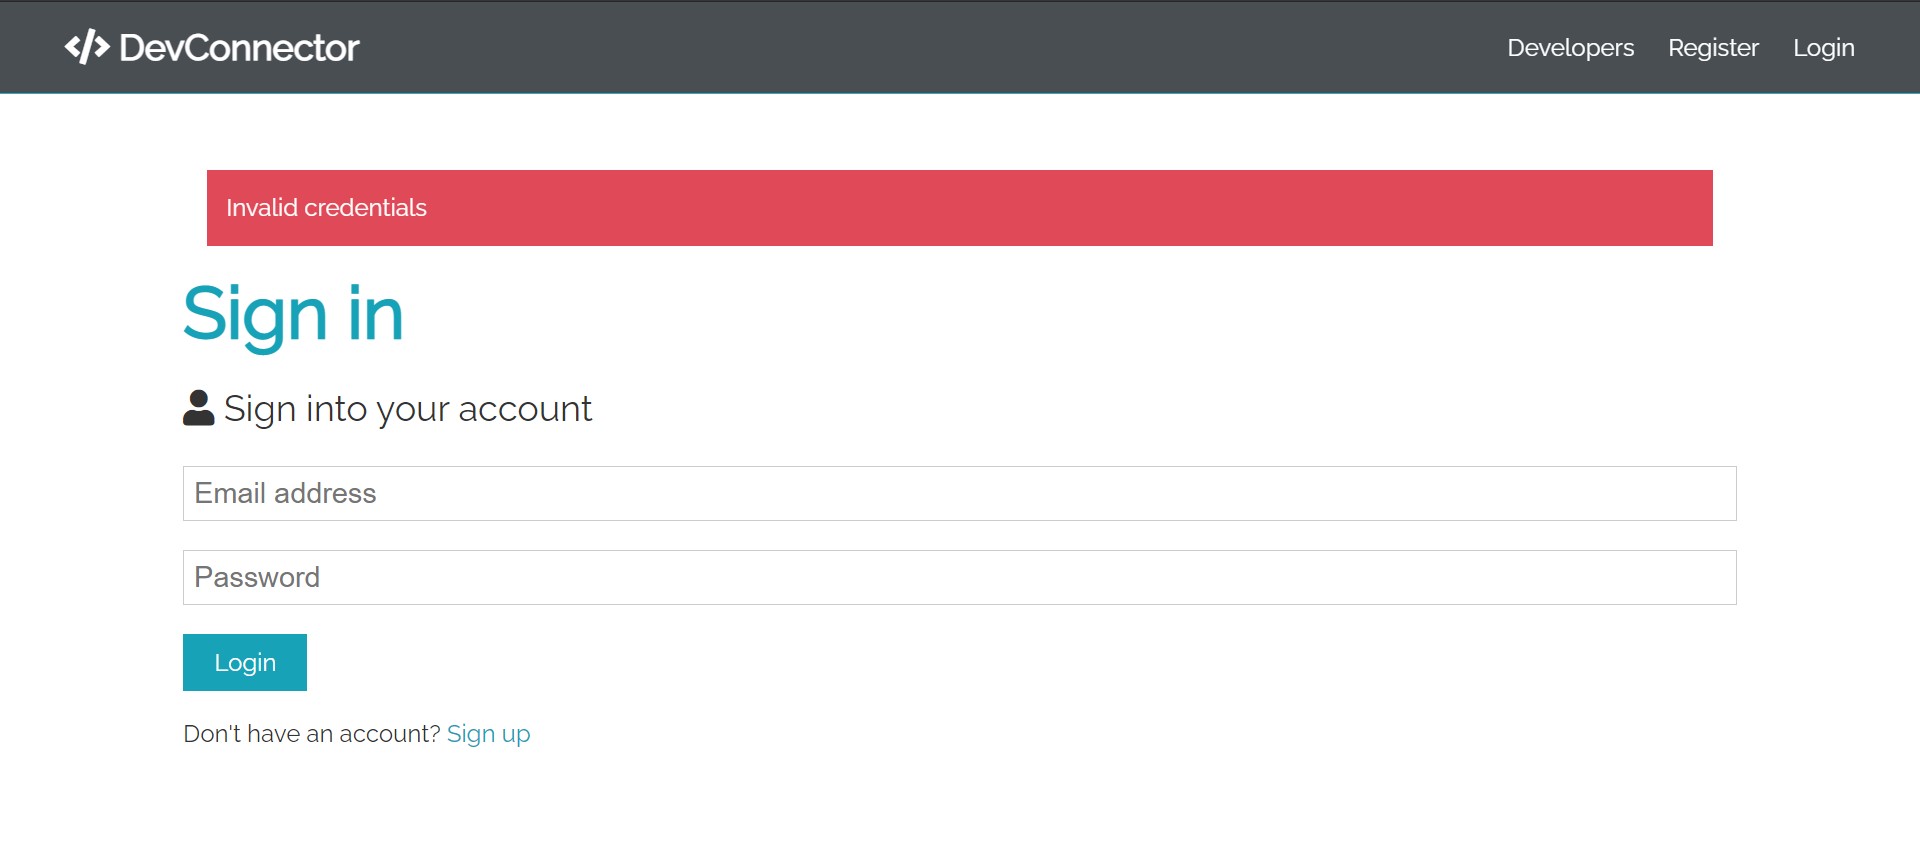 </> DevConnector
Developers Register Login
Invalid credentials
Sign in
Sign into your account
Email address
Password
Login
Don't have an account? Sign up